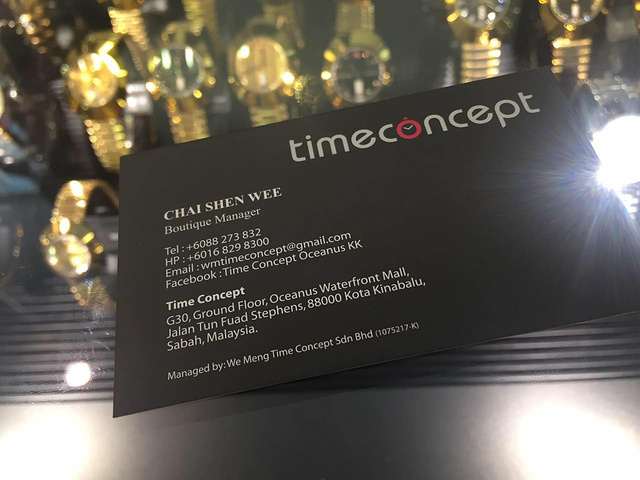 timeconcept
CHAI SHEN WEE
Boutique Manager
Tel : +6088 273 832
HP : +6016 829 8300
Email : wmtimeconcept@gmail.com
Facebook : Time Concept Oceanus KK
Time Concept
G30, Ground Floor, Oceanus Waterfront Mall,
Jalan Tun Fuad Stephens, 88000 Kota Kinabalu,
Sabah, Malaysia.
Managed by: We Meng Time Concept Sdn Bhd (1075217-K)